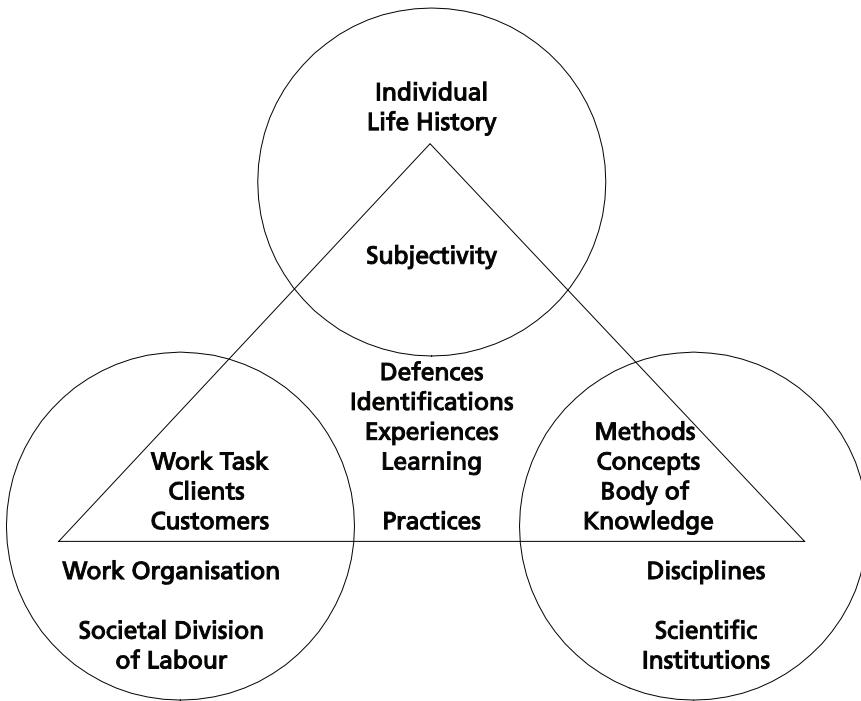 Individual
Life History
Subjectivity
Defences
Identifications
Experiences
Learning
Practices
Work Task
Clients
Customers
Work Organisation
Societal Division
of Labour
Methods
Concepts
Body of
Knowledge
Disciplines
Scientific
Institutions